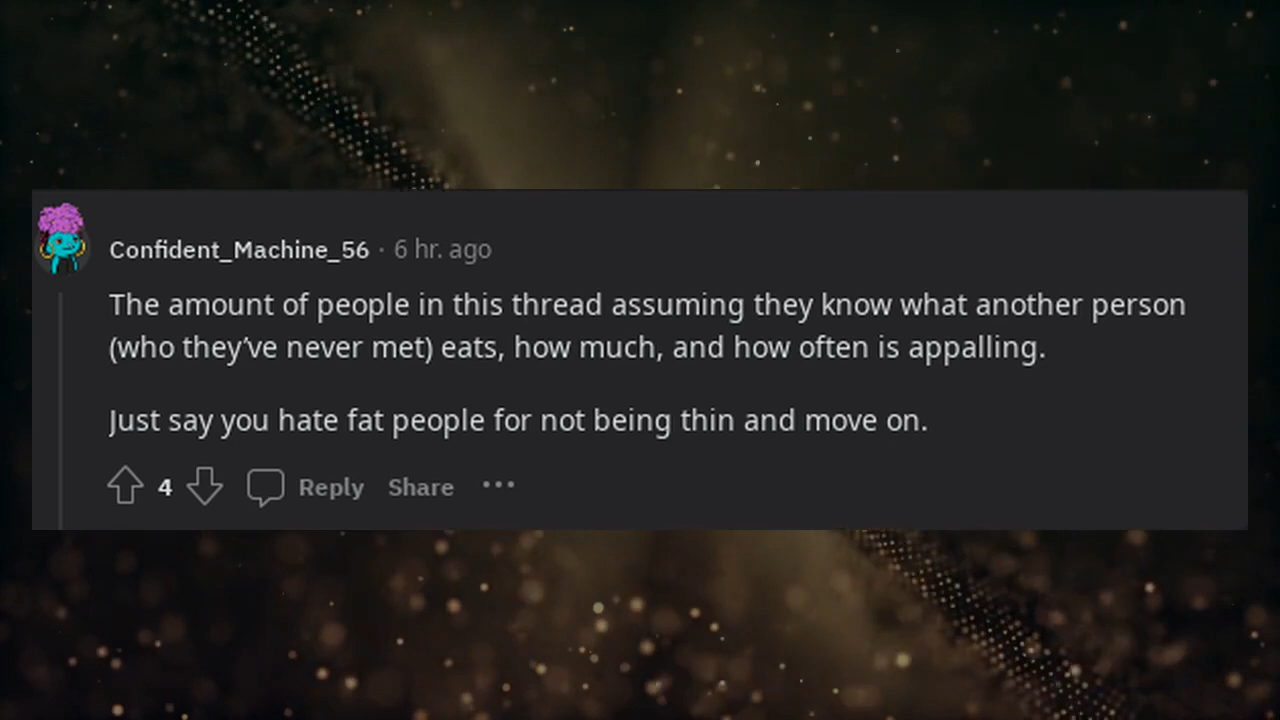 Confident_Machine_56 · 6 hr. ago
The amount of people in this thread assuming they know what another person
(who they’ve never met) eats, how much, and how often is appalling.
Just say you hate fat people for not being thin and move on.
4 Reply Share ···